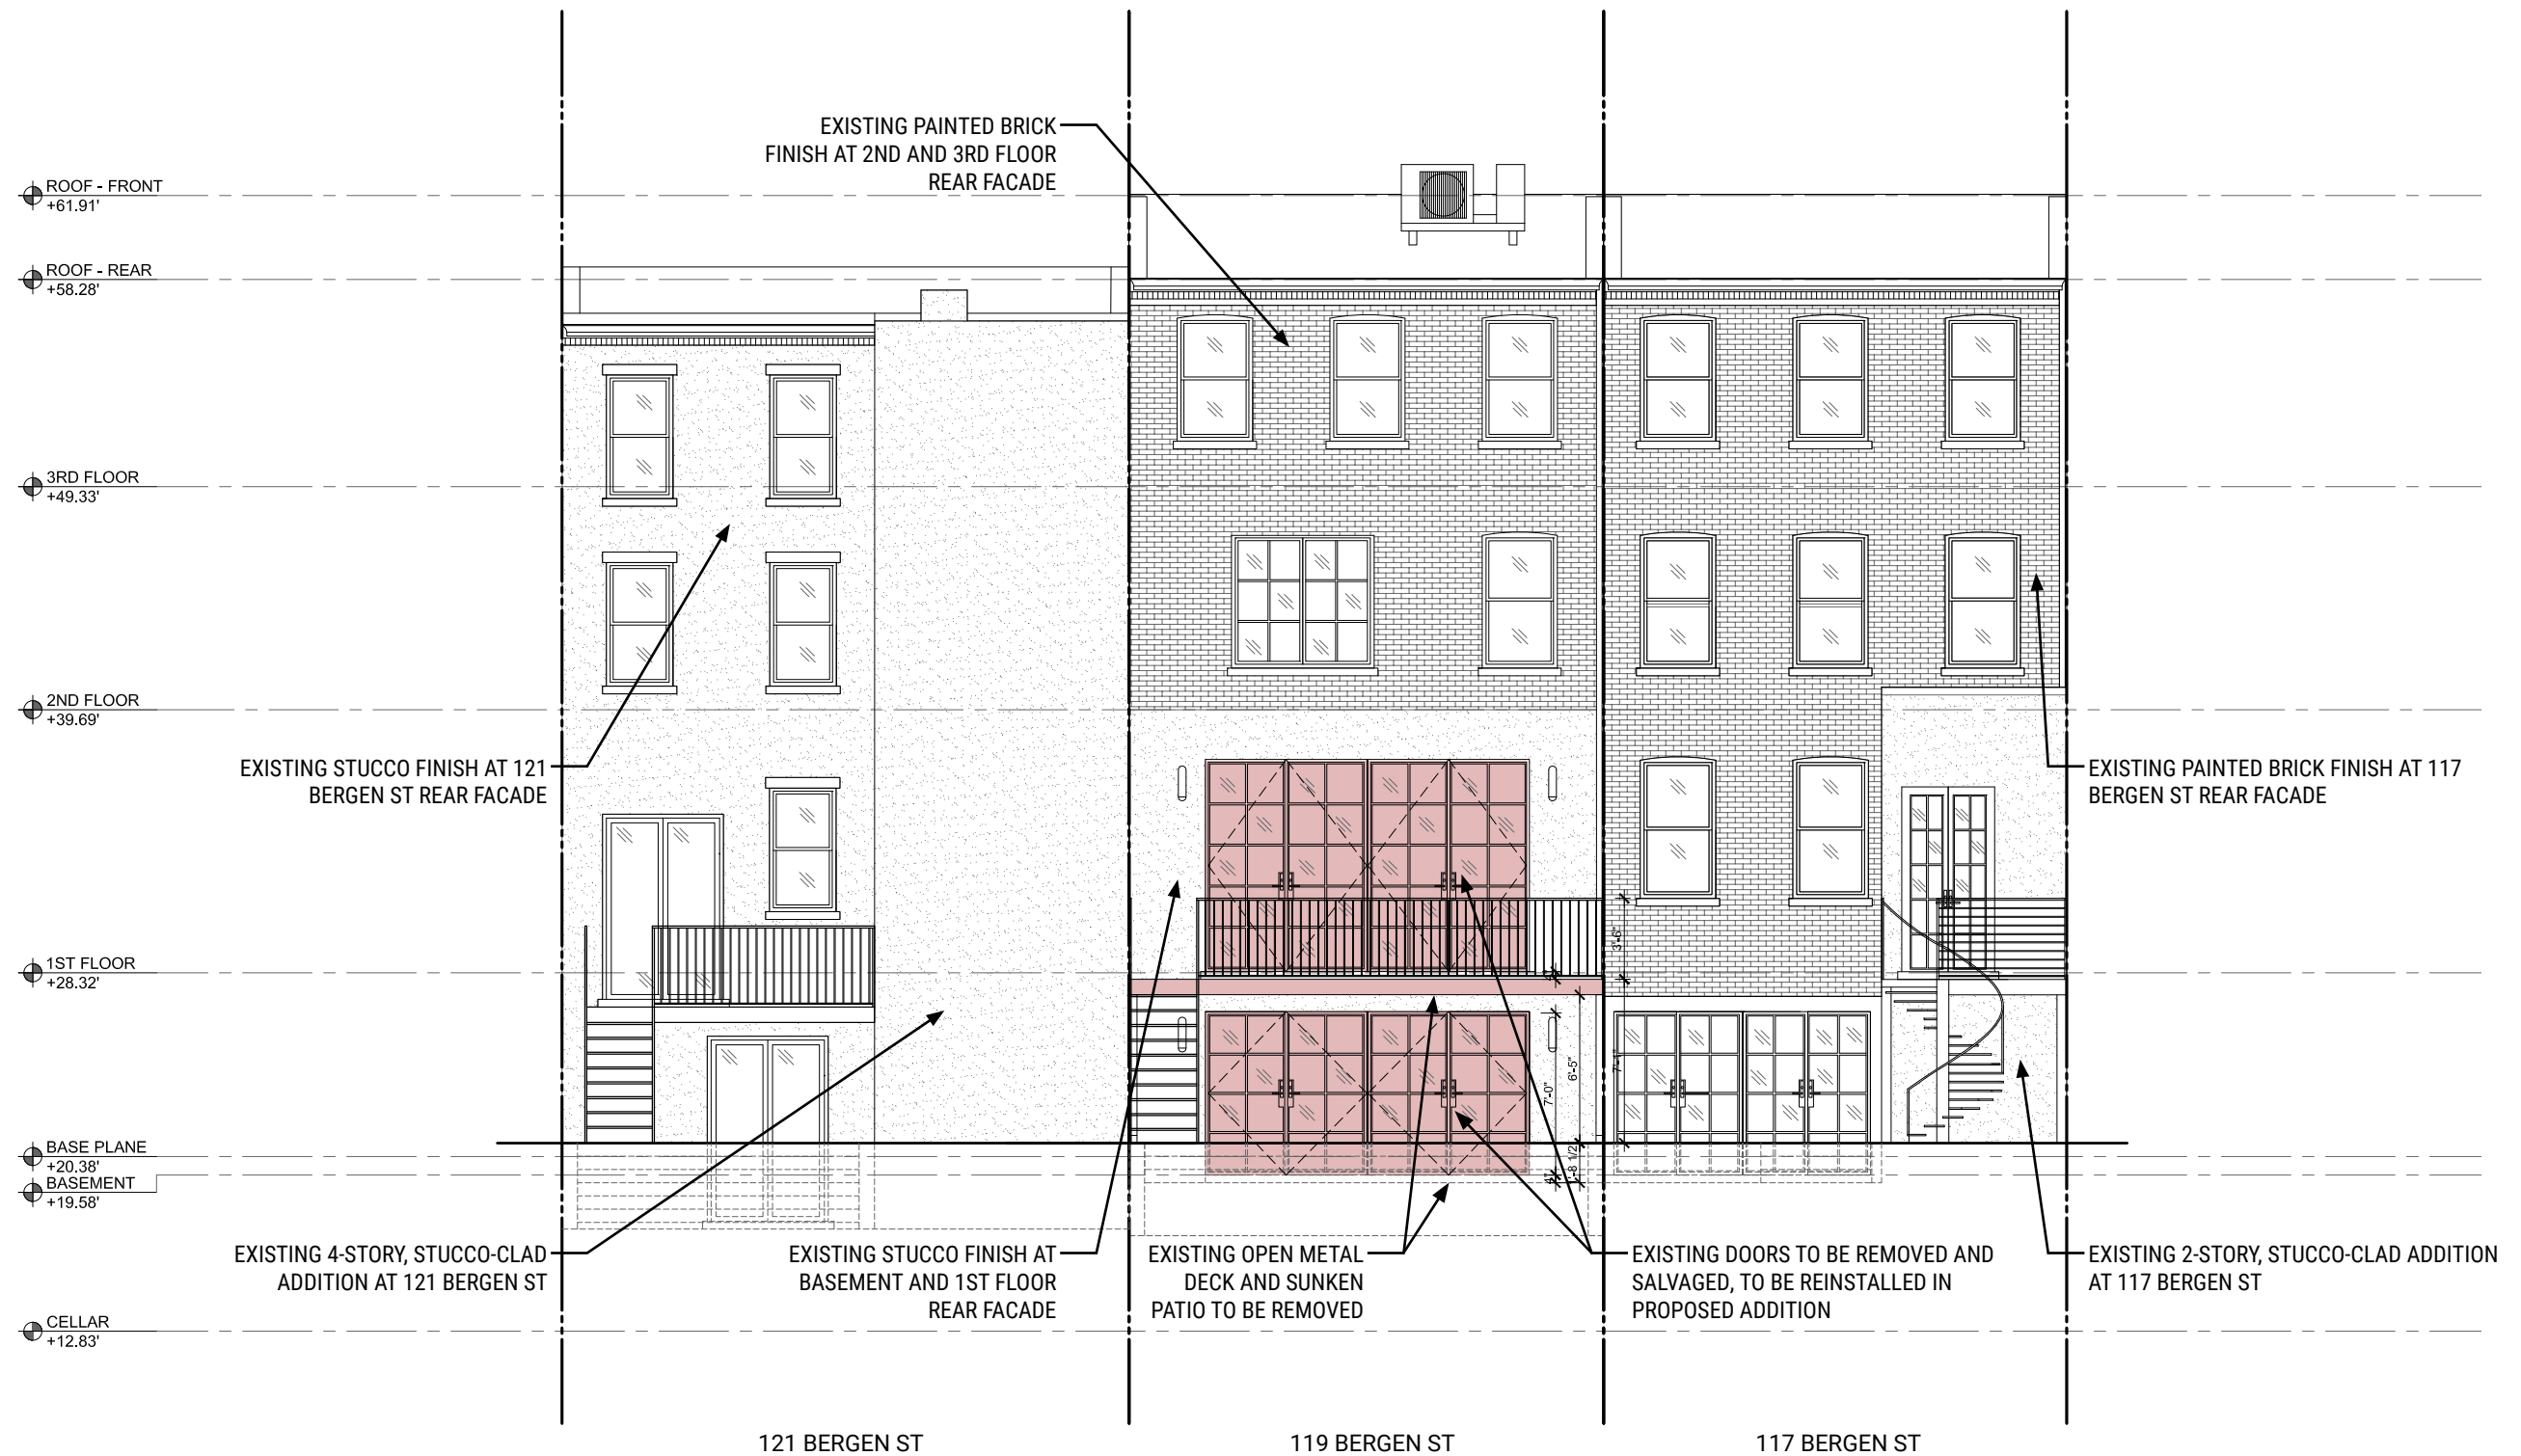 EXISTING PAINTED BRICK
FINISH AT 2ND AND 3RD FLOOR
REAR FACADE
ROOF - FRONT
+61.91'
ROOF - REAR
+58.28'
3RD FLOOR
+49.33'
2ND FLOOR
+39.69'
EXISTING STUCCO FINISH AT 121
BERGEN ST REAR FACADE
EXISTING PAINTED BRICK FINISH AT 117
BERGEN ST REAR FACADE
3'-6"
1ST FLOOR
+28.32'
7'-0"
6'-5"
7'-1"
BASE PLANE
+20.38'
BASEMENT
+19.58'
EXISTING 4-STORY, STUCCO-CLAD
ADDITION AT 121 BERGEN ST
EXISTING STUCCO FINISH AT
BASEMENT AND 1ST FLOOR
REAR FACADE
EXISTING OPEN METAL
DECK AND SUNKEN
PATIO TO BE REMOVED
EXISTING DOORS TO BE REMOVED AND
SALVAGED, TO BE REINSTALLED IN
PROPOSED ADDITION
EXISTING 2-STORY, STUCCO-CLAD ADDITION
AT 117 BERGEN ST
CELLAR
+12.83'
121 BERGEN ST
119 BERGEN ST
117 BERGEN ST